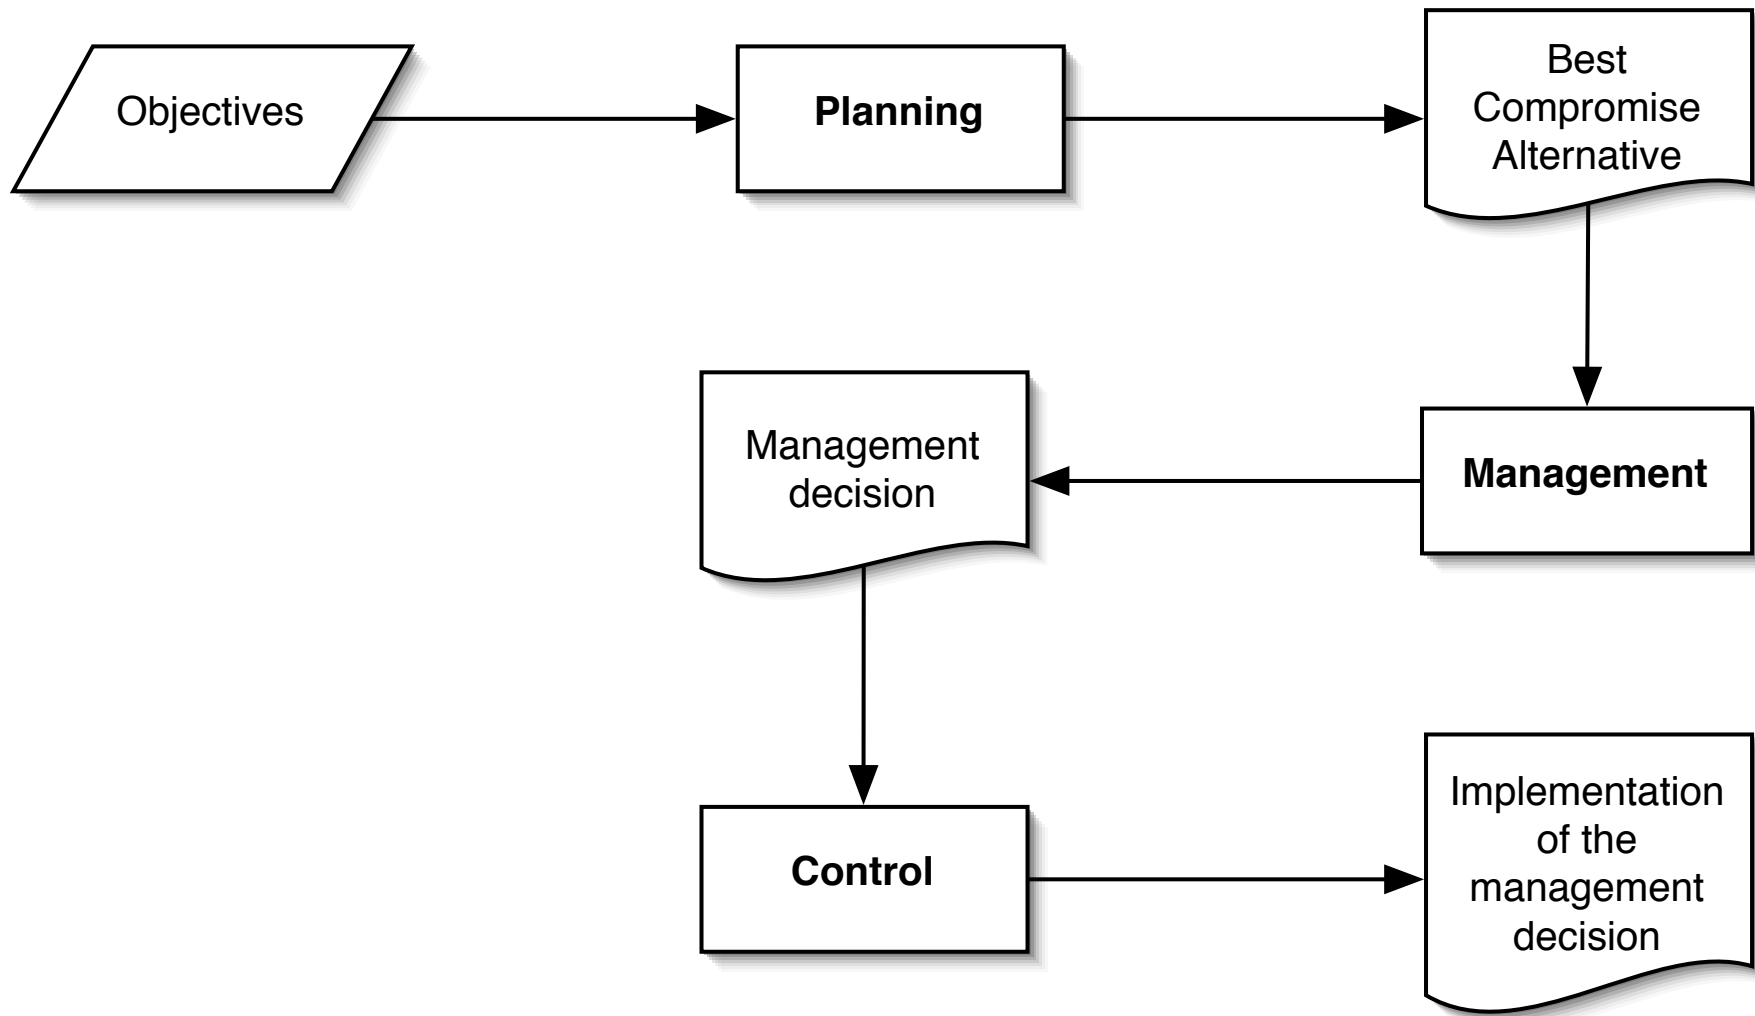 Objectives
Planning
Best
Compromise
Alternative
Management
decision
Management
Control
Implementation
of the
management
decision